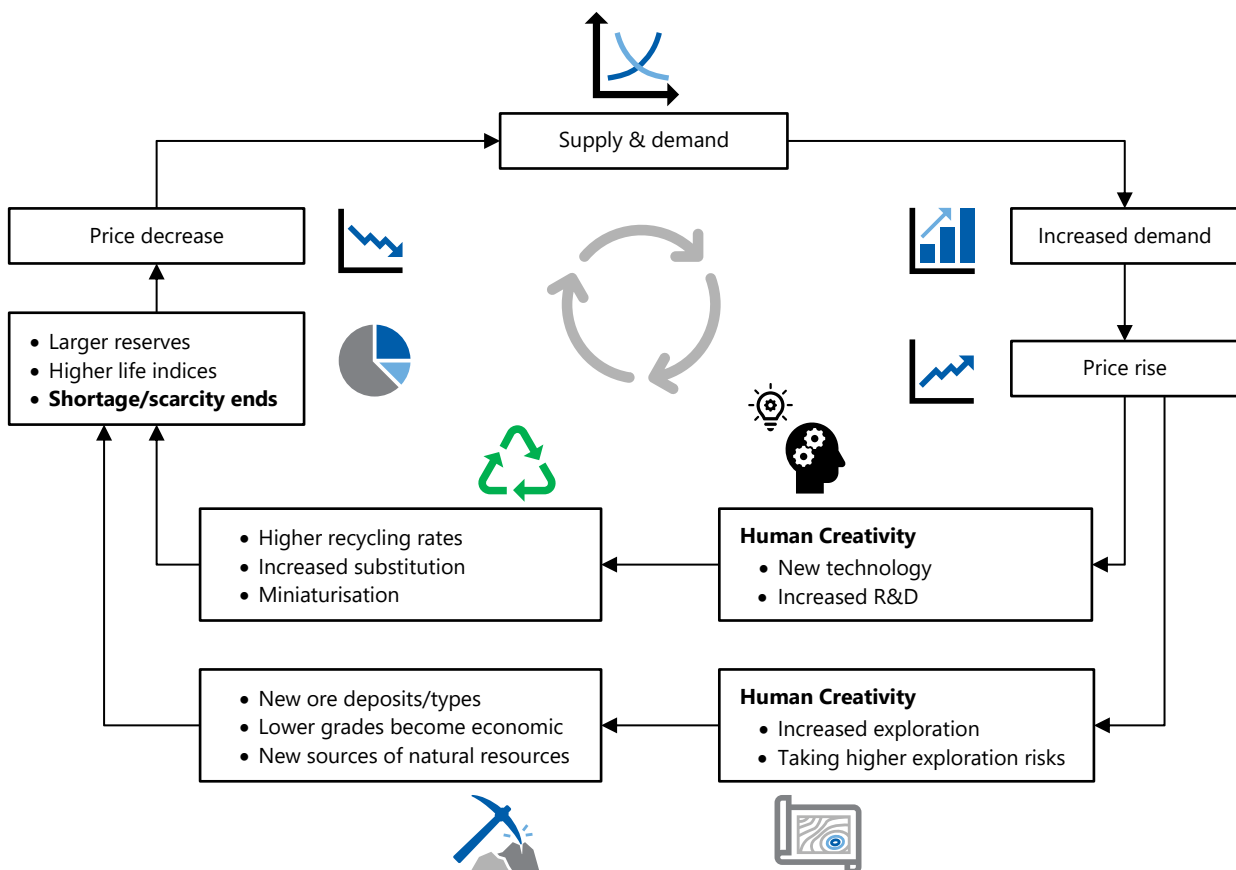 Supply & demand
Price decrease
Increased demand
• Larger reserves
• Higher life indices
• Shortage/scarcity ends
Price rise
• Higher recycling rates
• Increased substitution
• Miniaturisation
Human Creativity
• New technology
• Increased R&D
• New ore deposits/types
• Lower grades become economic
• New sources of natural resources
Human Creativity
• Increased exploration
• Taking higher exploration risks